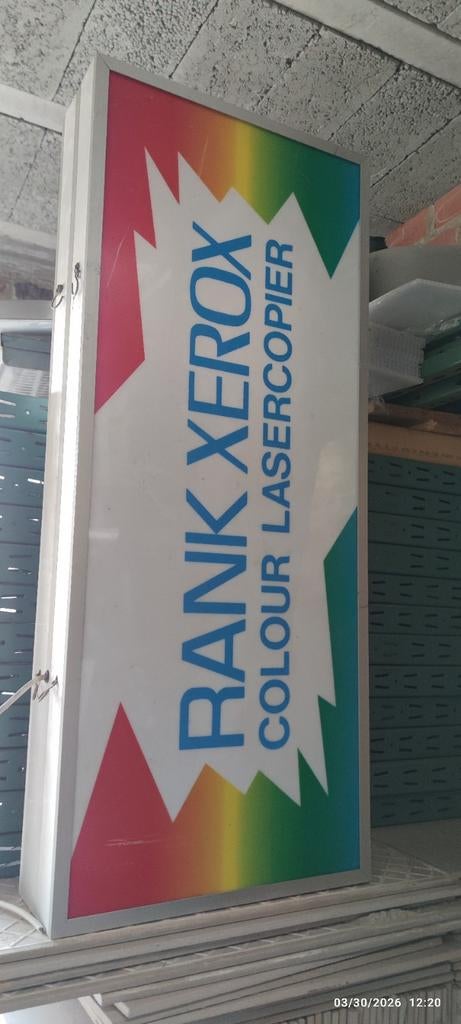 RANK XEROX
COLOUR LASERCOPIER
03/30/2026 12:20